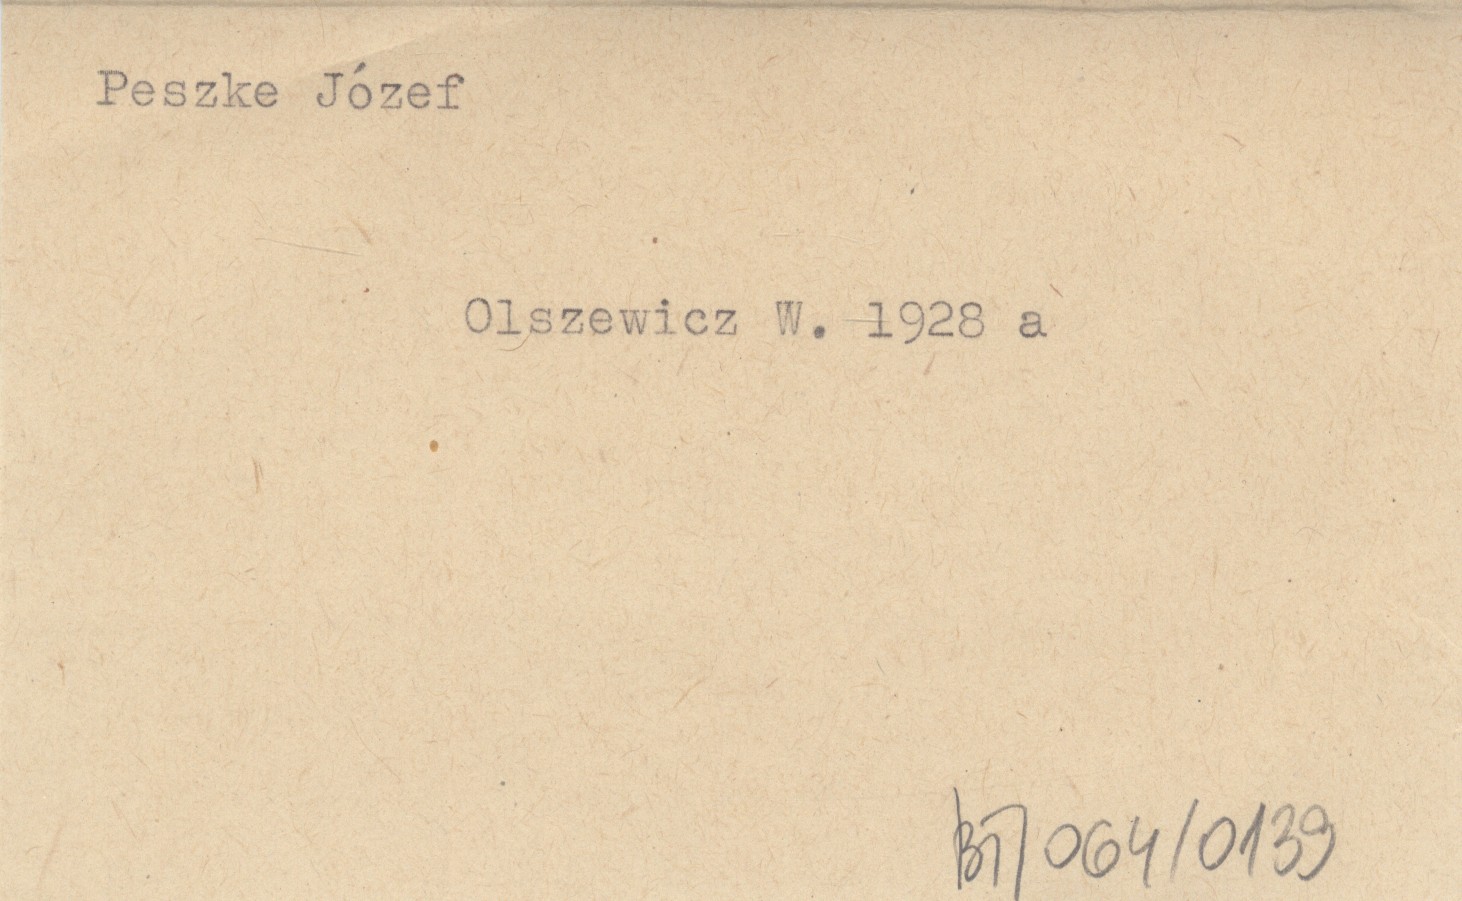 Peszke Józef
Olszewicz W. 1928 a
BT/064/0139